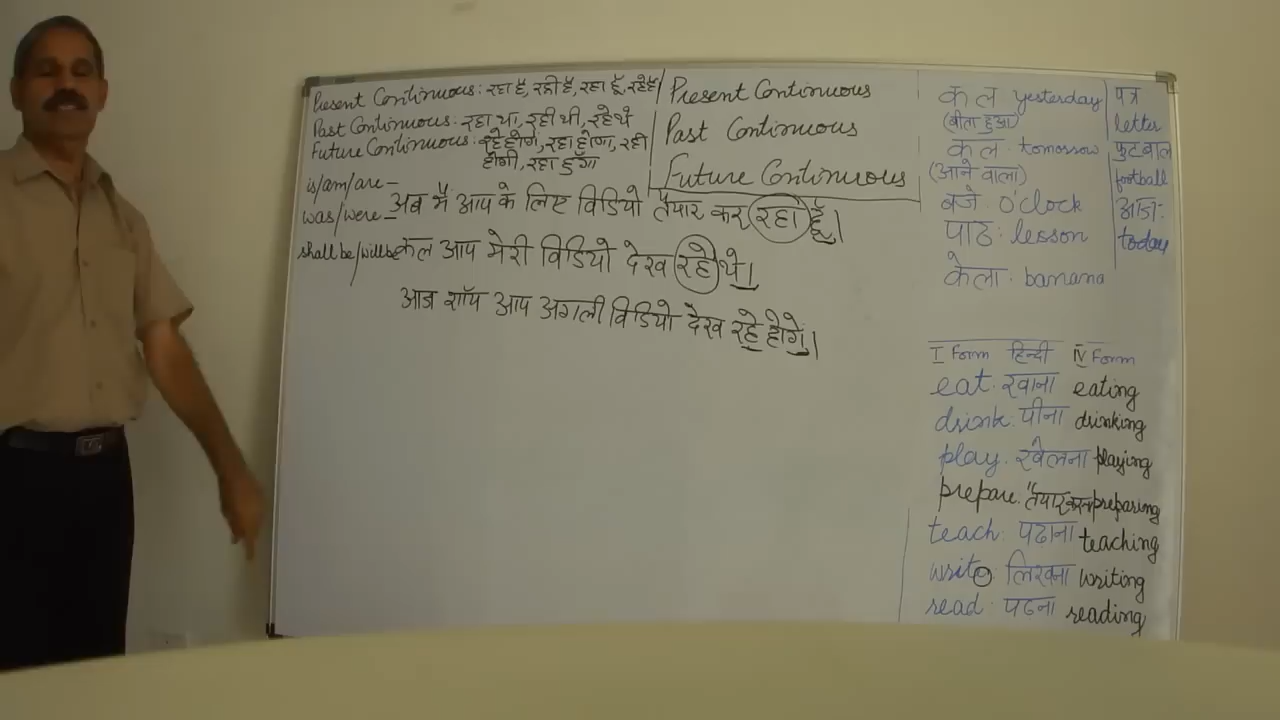 Present Continuous: रहा है, रही है, रहा हूँ, रहे हैं
Past Continuous: रहा था, रही थी, रहे थे
Future Continuous: रहे होंगे, रहा होगा, रही
होगी, रहा हूँगा
is/am/are – अब मैं आप के लिए विडियो तैयार कर रहा हूँ।
was/were – कल आप मेरी विडियो देख रहे थे।
shall be/will be आज शॉय आप अगली विडियो देख रहे होगे।
Present Continuous
Past Continuous
Future Continuous
कल yesterday
(बीता हुआ)
कल tomorrow
(आने वाला)
बजे o'clock
पाठ: lesson
केला: banana
पत्र
letter
फुटबाल
football
आज:
today
I Form हिन्दी IV Form
eat: खाना eating
drink: पीना drinking
play: खेलना playing
prepare: तैयार करना preparing
teach: पढाना teaching
write: लिखना writing
read: पढना reading